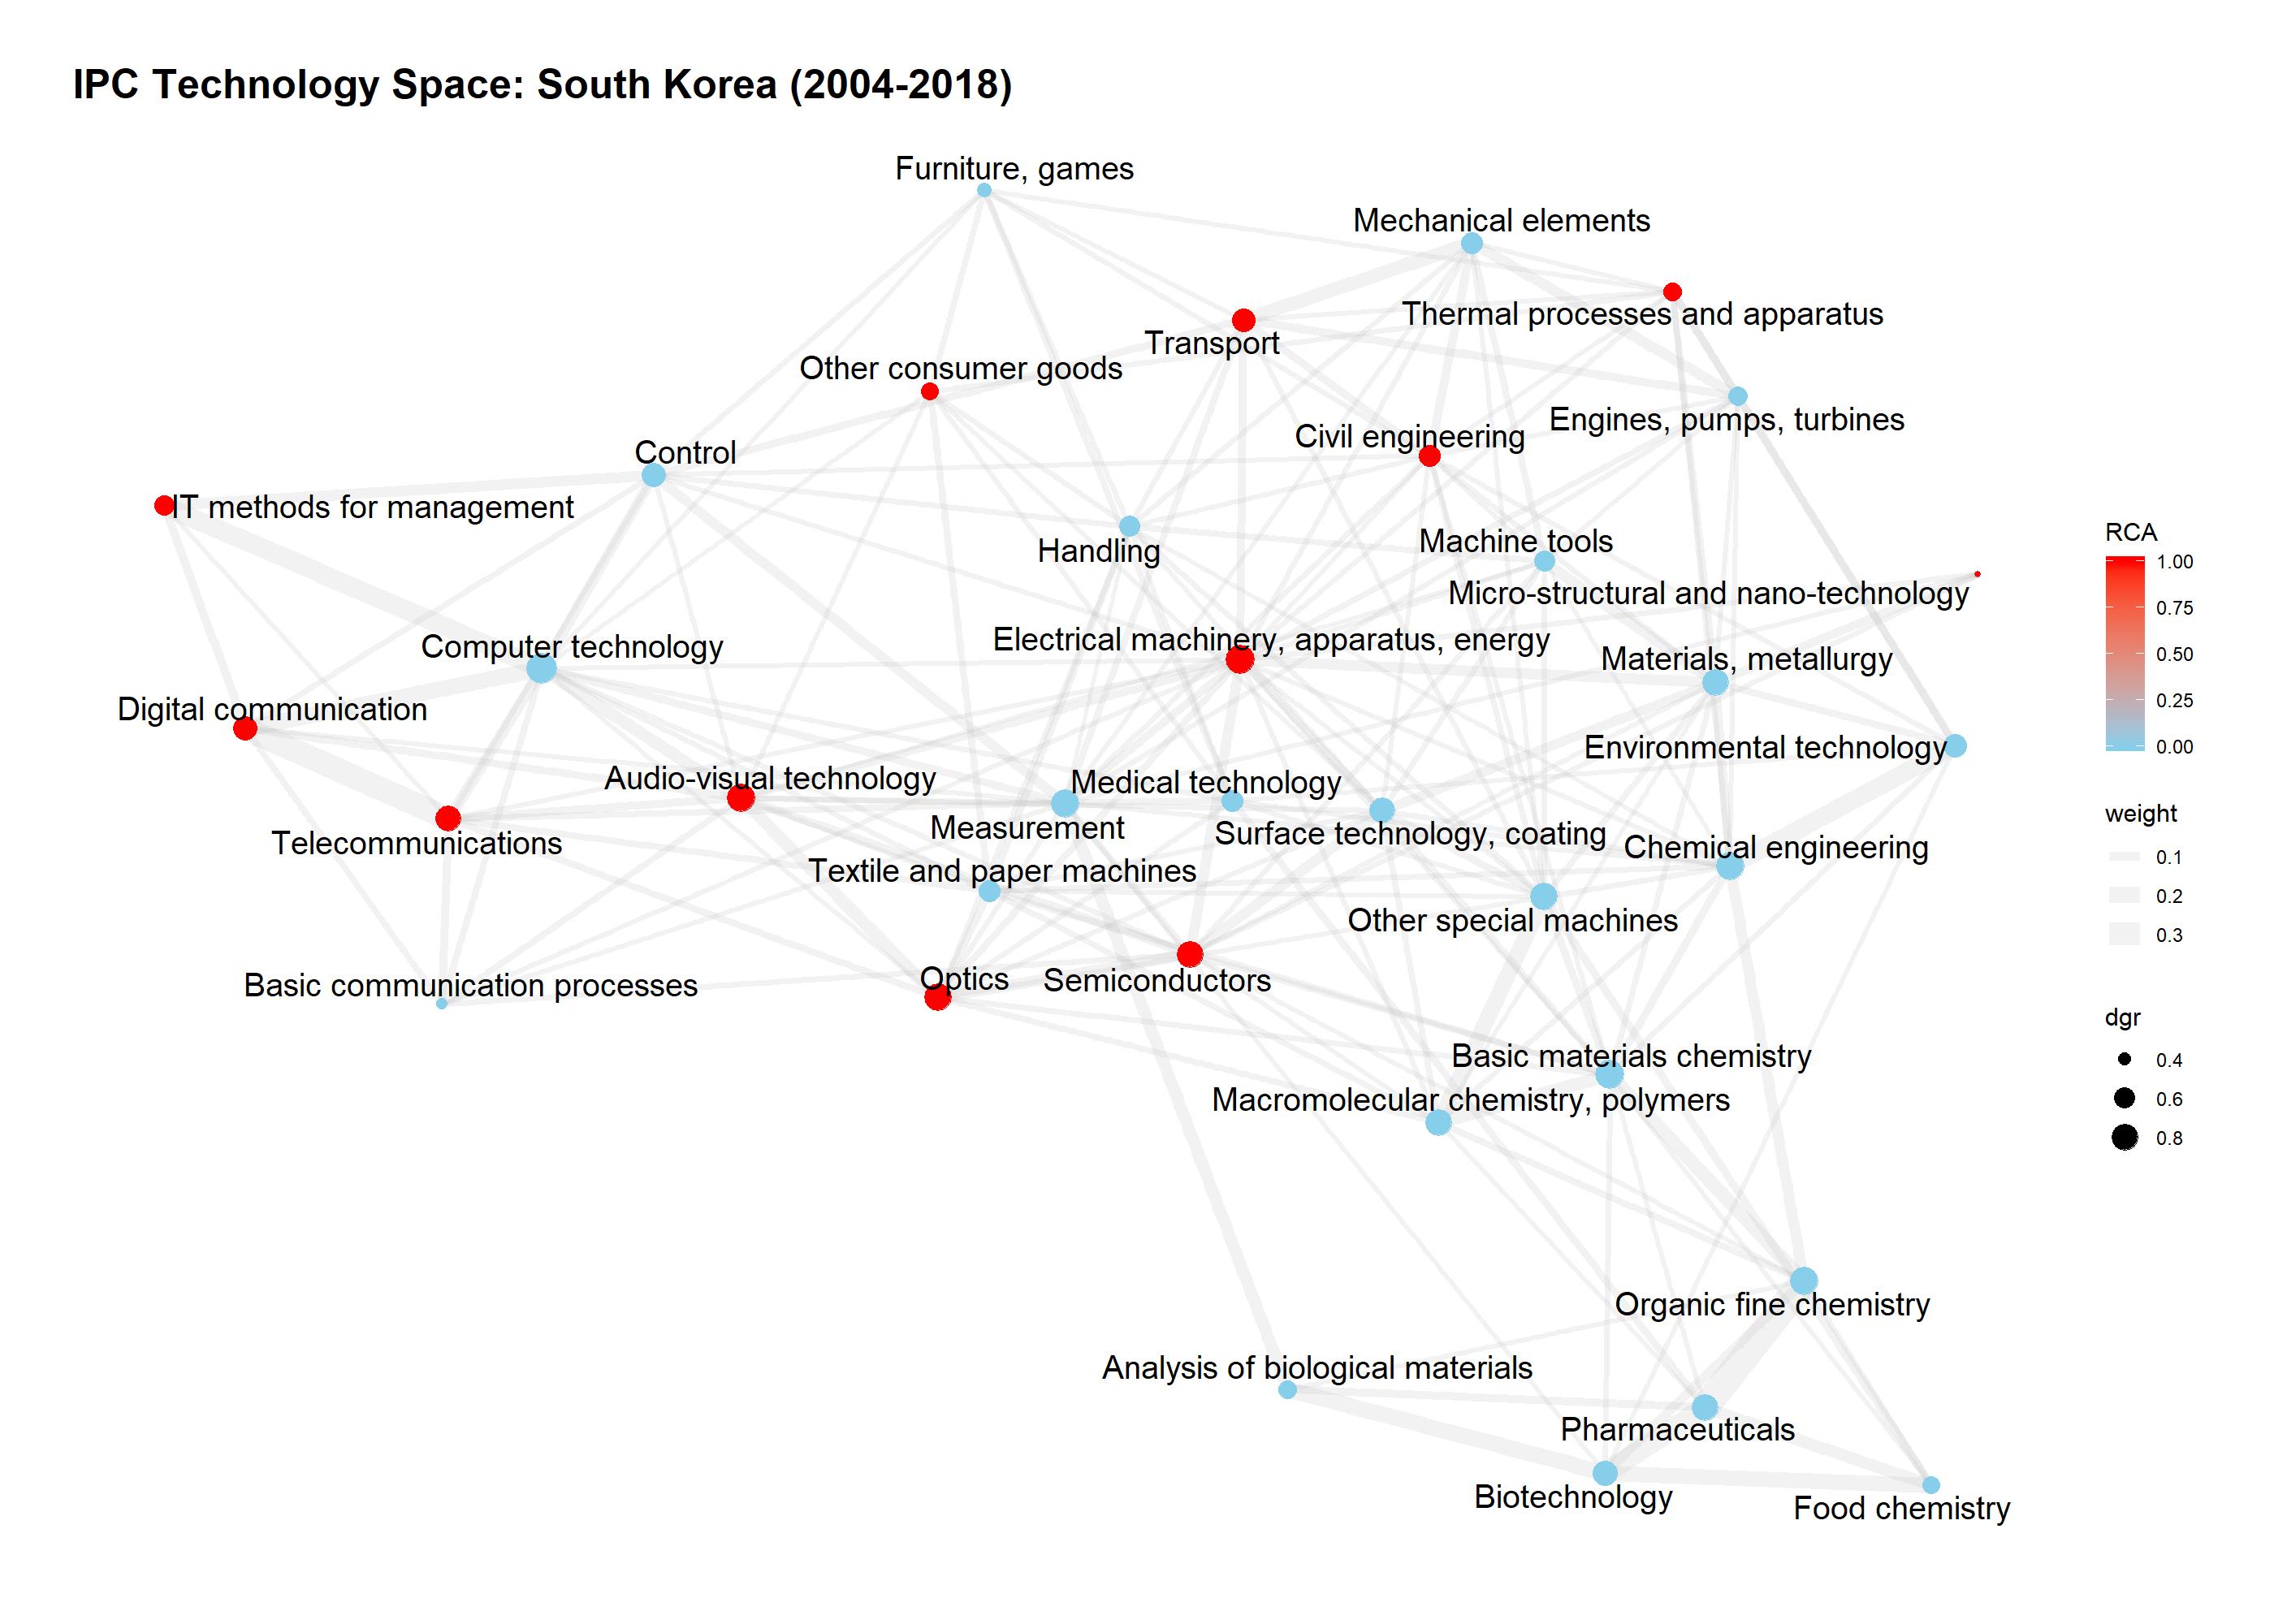 IPC Technology Space: South Korea (2004-2018)
Furniture, games
Mechanical elements
Thermal processes and apparatus
Transport
Other consumer goods
Engines, pumps, turbines
Civil engineering
Control
IT methods for management
Handling
Machine tools
Micro-structural and nano-technology
Electrical machinery, apparatus, energy
Computer technology
Materials, metallurgy
Digital communication
Environmental technology
Audio-visual technology
Medical technology
Measurement
Surface technology, coating
Telecommunications
Chemical engineering
Textile and paper machines
Other special machines
Optics
Semiconductors
Basic communication processes
Basic materials chemistry
Macromolecular chemistry, polymers
Organic fine chemistry
Analysis of biological materials
Pharmaceuticals
Biotechnology
Food chemistry
RCA
1.00
0.75
0.50
0.25
0.00
weight
0.1
0.2
0.3
dgr
0.4
0.6
0.8